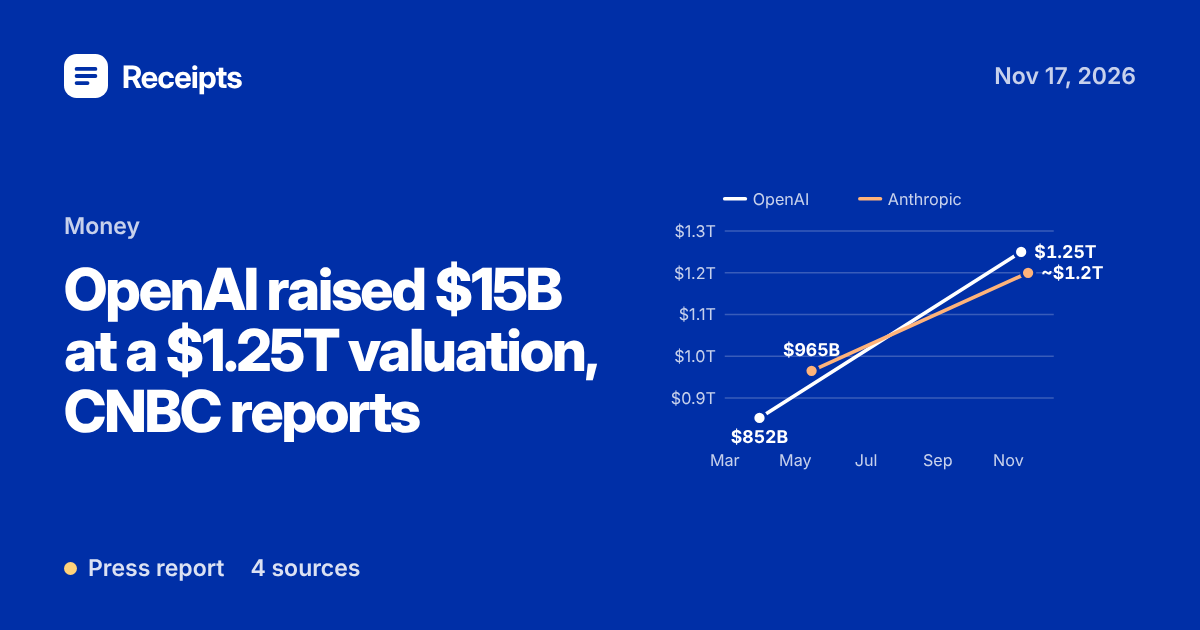 Receipts
Nov 17, 2026
Money
OpenAI raised $15B
at a $1.25T valuation,
CNBC reports
OpenAI
Anthropic
$1.3T
$1.2T
$1.1T
$1.0T
$0.9T
$1.25T
~$1.2T
$965B
$852B
Mar
May
Jul
Sep
Nov
Press report
4 sources